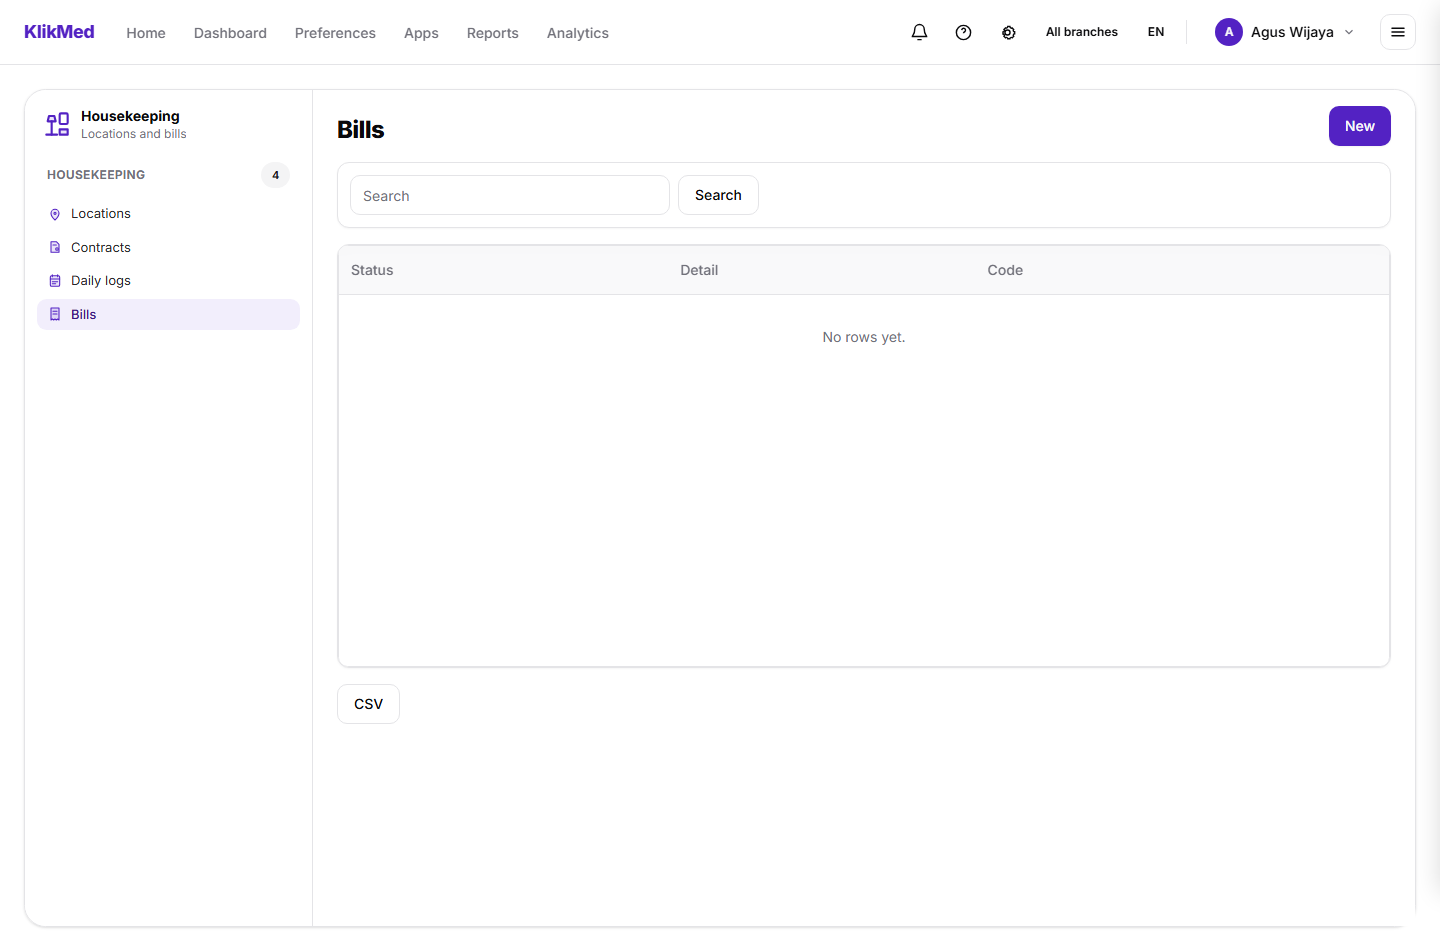 KlikMed
Home
Dashboard
Preferences
Apps
Reports
Analytics
All branches
EN
A
Agus Wijaya
Housekeeping
Locations and bills
HOUSEKEEPING
4
Locations
Contracts
Daily logs
Bills
Bills
New
Search
Search
Status
Detail
Code
No rows yet.
CSV